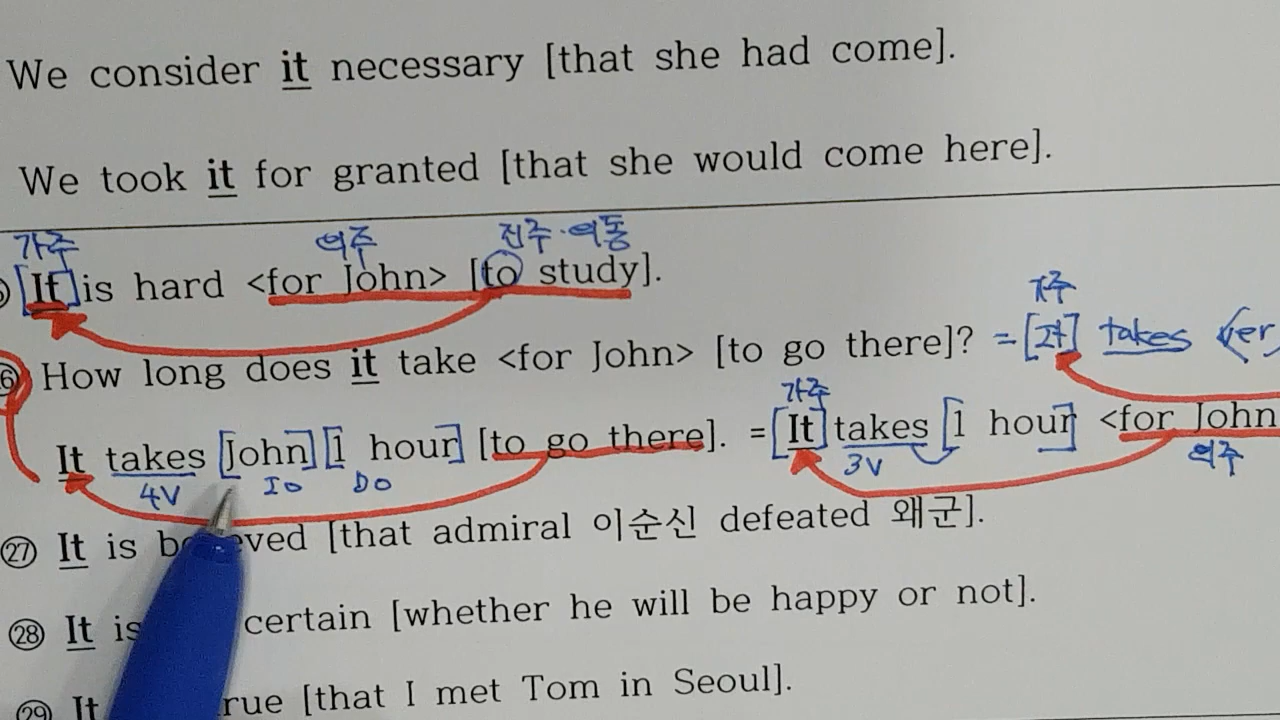 We consider it necessary [that she had come].
We took it for granted [that she would come here].
가주 의주 진주·의동
[It] is hard <for John> [to study].
주
How long does it take <for John> [to go there]? = [ ] takes
가주
It takes [John] [1 hour] [to go there]. = [It] takes [1 hour] <for John
4V IO DO 3V 의주
㉗ It is believed [that admiral 이순신 defeated 왜군].
㉘ It is certain [whether he will be happy or not].
㉙ It rue [that I met Tom in Seoul].